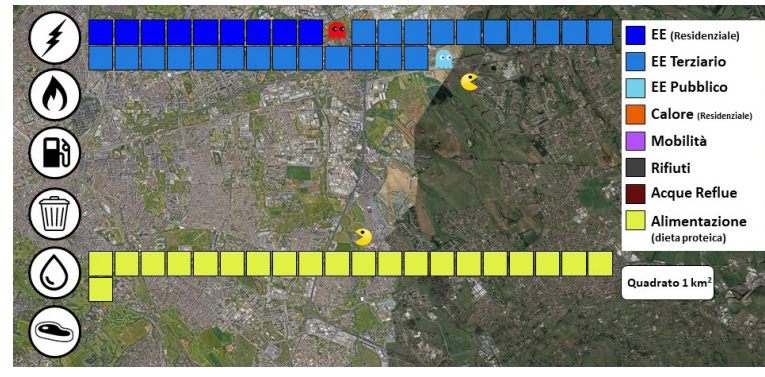 EE (Residenziale)
EE Terziario
EE Pubblico
Calore (Residenziale)
Mobilità
Rifiuti
Acque Reflue
Alimentazione
(dieta proteica)
Quadrato 1 km²